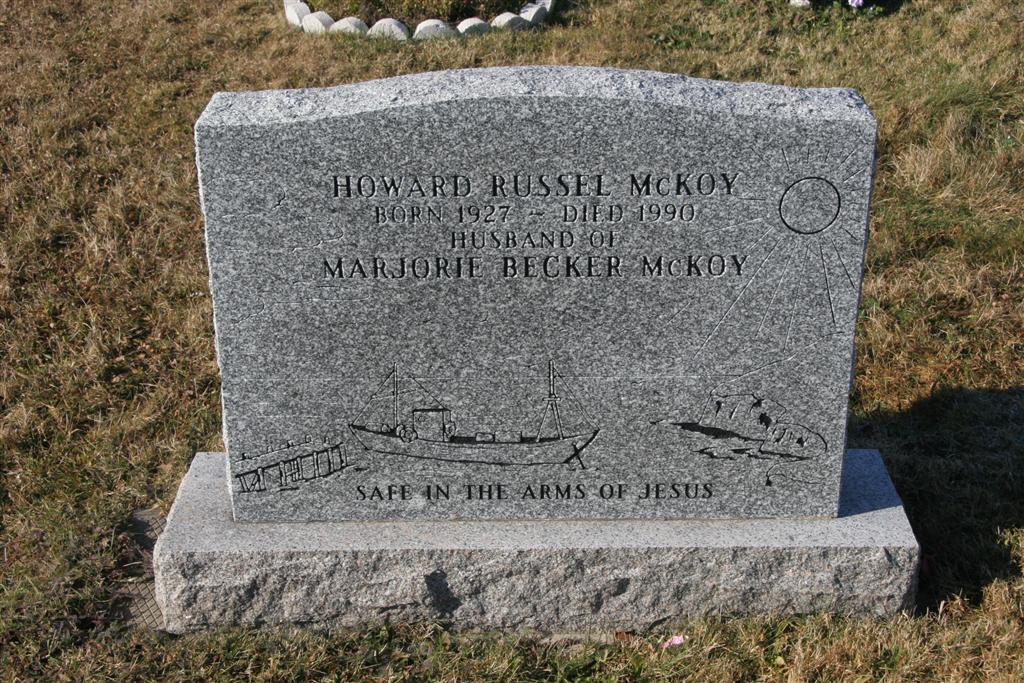 HOWARD RUSSEL McKOY
BORN 1927 ~ DIED 1990
HUSBAND OF
MARJORIE BECKER McKOY
SAFE IN THE ARMS OF JESUS